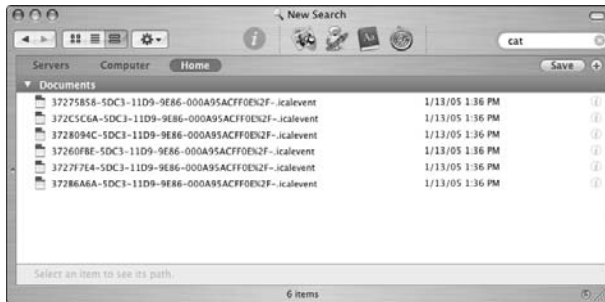 New Search
cat
Servers Computer Home Save
Documents
37275858-5DC3-11D9-9E86-000A95ACFF0E%2F-.icalevent 1/13/05 1:36 PM
372C5C6A-5DC3-11D9-9E86-000A95ACFF0E%2F-.icalevent 1/13/05 1:36 PM
3728094C-5DC3-11D9-9E86-000A95ACFF0E%2F-.icalevent 1/13/05 1:36 PM
37260FBE-5DC3-11D9-9E86-000A95ACFF0E%2F-.icalevent 1/13/05 1:36 PM
3727F7E4-5DC3-11D9-9E86-000A95ACFF0E%2F-.icalevent 1/13/05 1:36 PM
37286A6A-5DC3-11D9-9E86-000A95ACFF0E%2F-.icalevent 1/13/05 1:36 PM
Select an item to see its path.
6 items